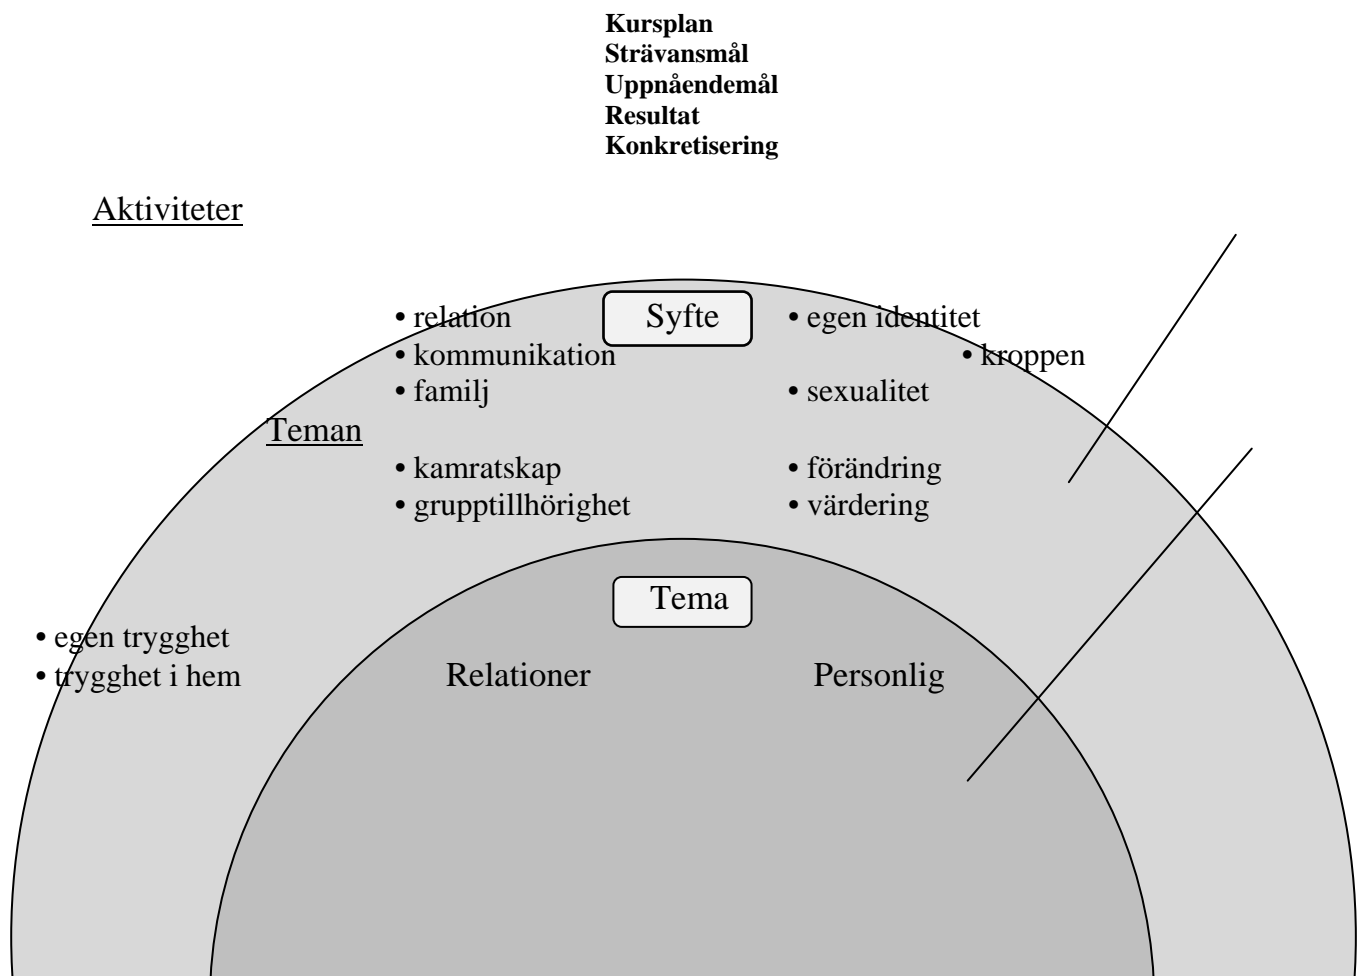 Kursplan
Strävansmål
Uppnåendemål
Resultat
Konkretisering
Aktiviteter
• relation
Syfte
• egen identitet
• kommunikation
• kroppen
• familj
• sexualitet
Teman
• kamratskap
• förändring
• grupptillhörighet
• värdering
Tema
• egen trygghet
• trygghet i hem
Relationer
Personlig